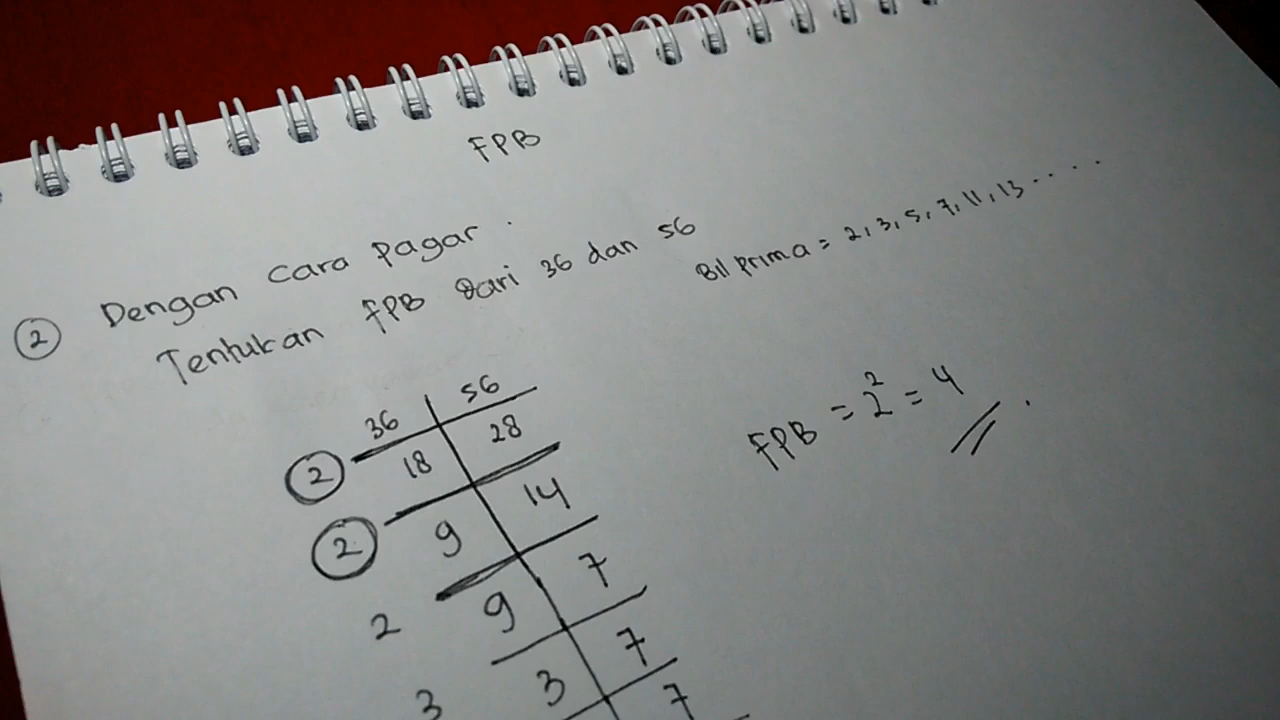 FPB
② Dengan cara pagar.
Tentukan FPB dari 36 dan 56
Bil prima = 2, 3, 5, 7, 11, 13 . . . .
36 56
2 18 28
2 9 14
2 9 7
3 3 7
7
FPB = 2² = 4